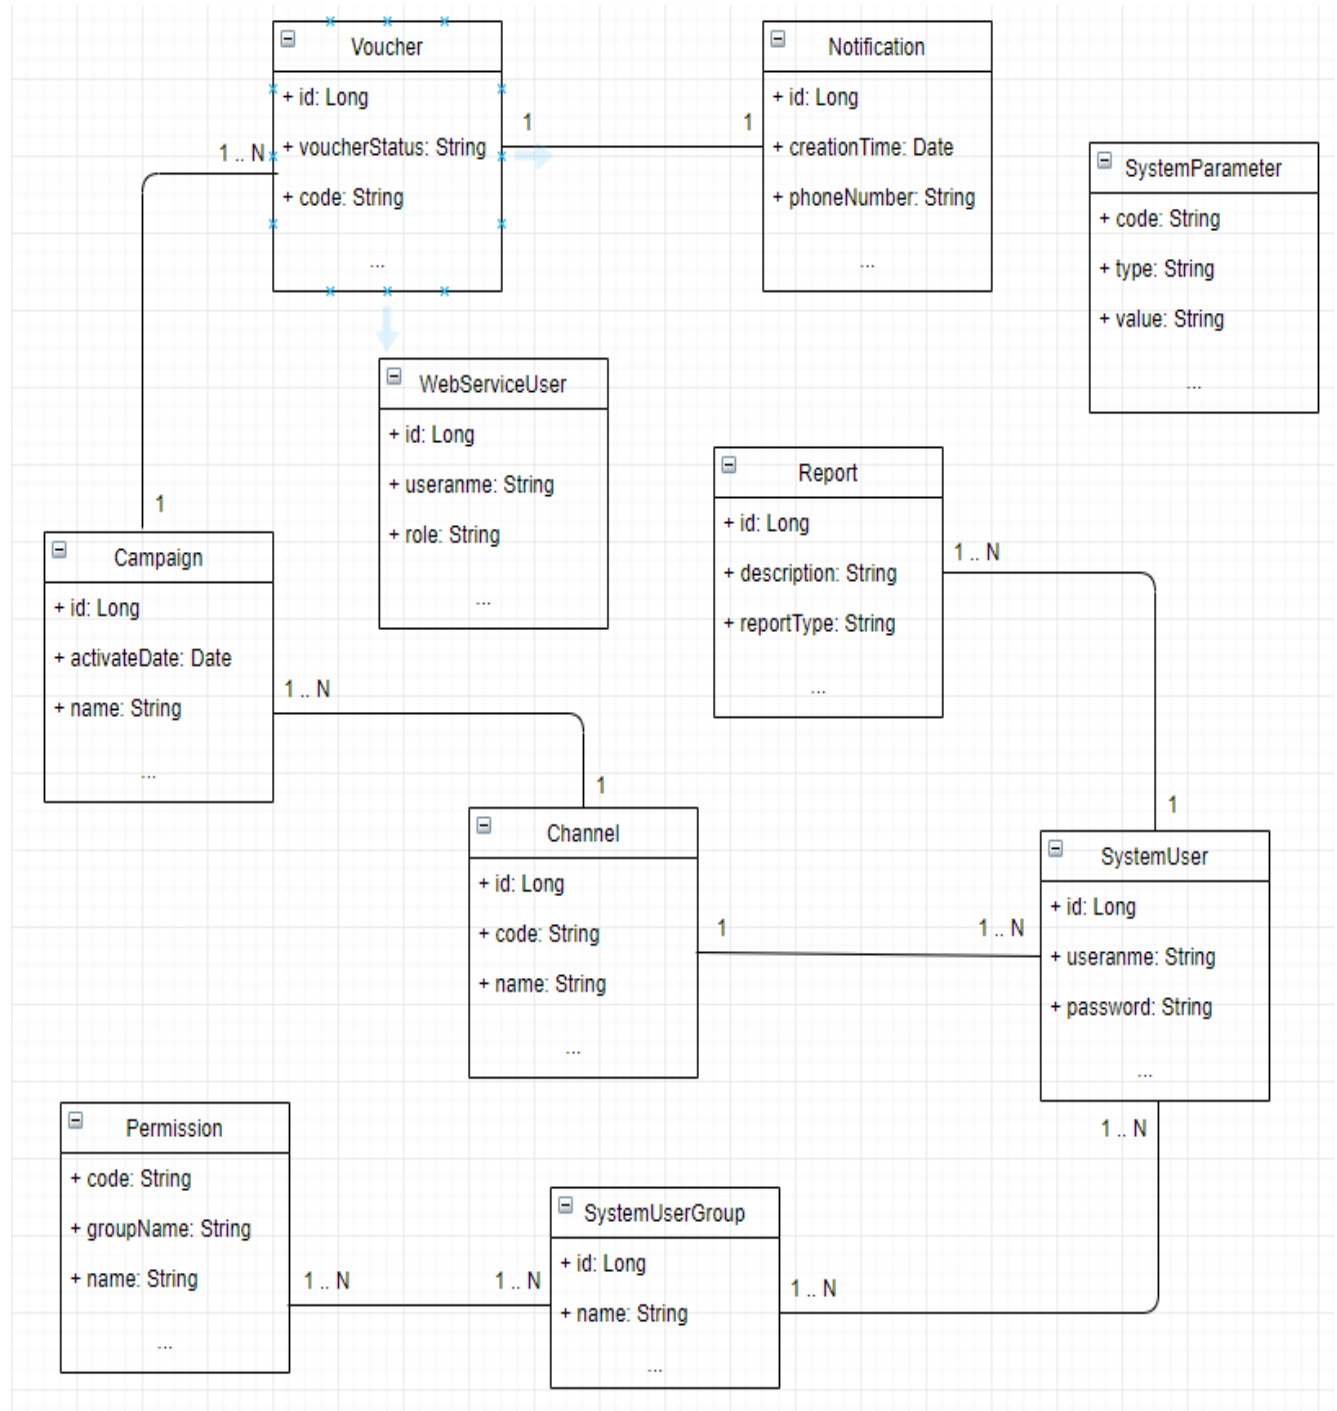 Voucher
+ id: Long
+ voucherStatus: String
+ code: String
...
1
1
Notification
+ id: Long
+ creationTime: Date
+ phoneNumber: String
...
SystemParameter
+ code: String
+ type: String
+ value: String
...
1 .. N
1
WebServiceUser
+ id: Long
+ useranme: String
+ role: String
...
Report
+ id: Long
+ description: String
+ reportType: String
...
1 .. N
1
Campaign
+ id: Long
+ activateDate: Date
+ name: String
...
1 .. N
1
Channel
+ id: Long
+ code: String
+ name: String
...
1
1 .. N
SystemUser
+ id: Long
+ useranme: String
+ password: String
...
1 .. N
Permission
+ code: String
+ groupName: String
+ name: String
...
1 .. N
1 .. N
SystemUserGroup
+ id: Long
+ name: String
...
1 .. N